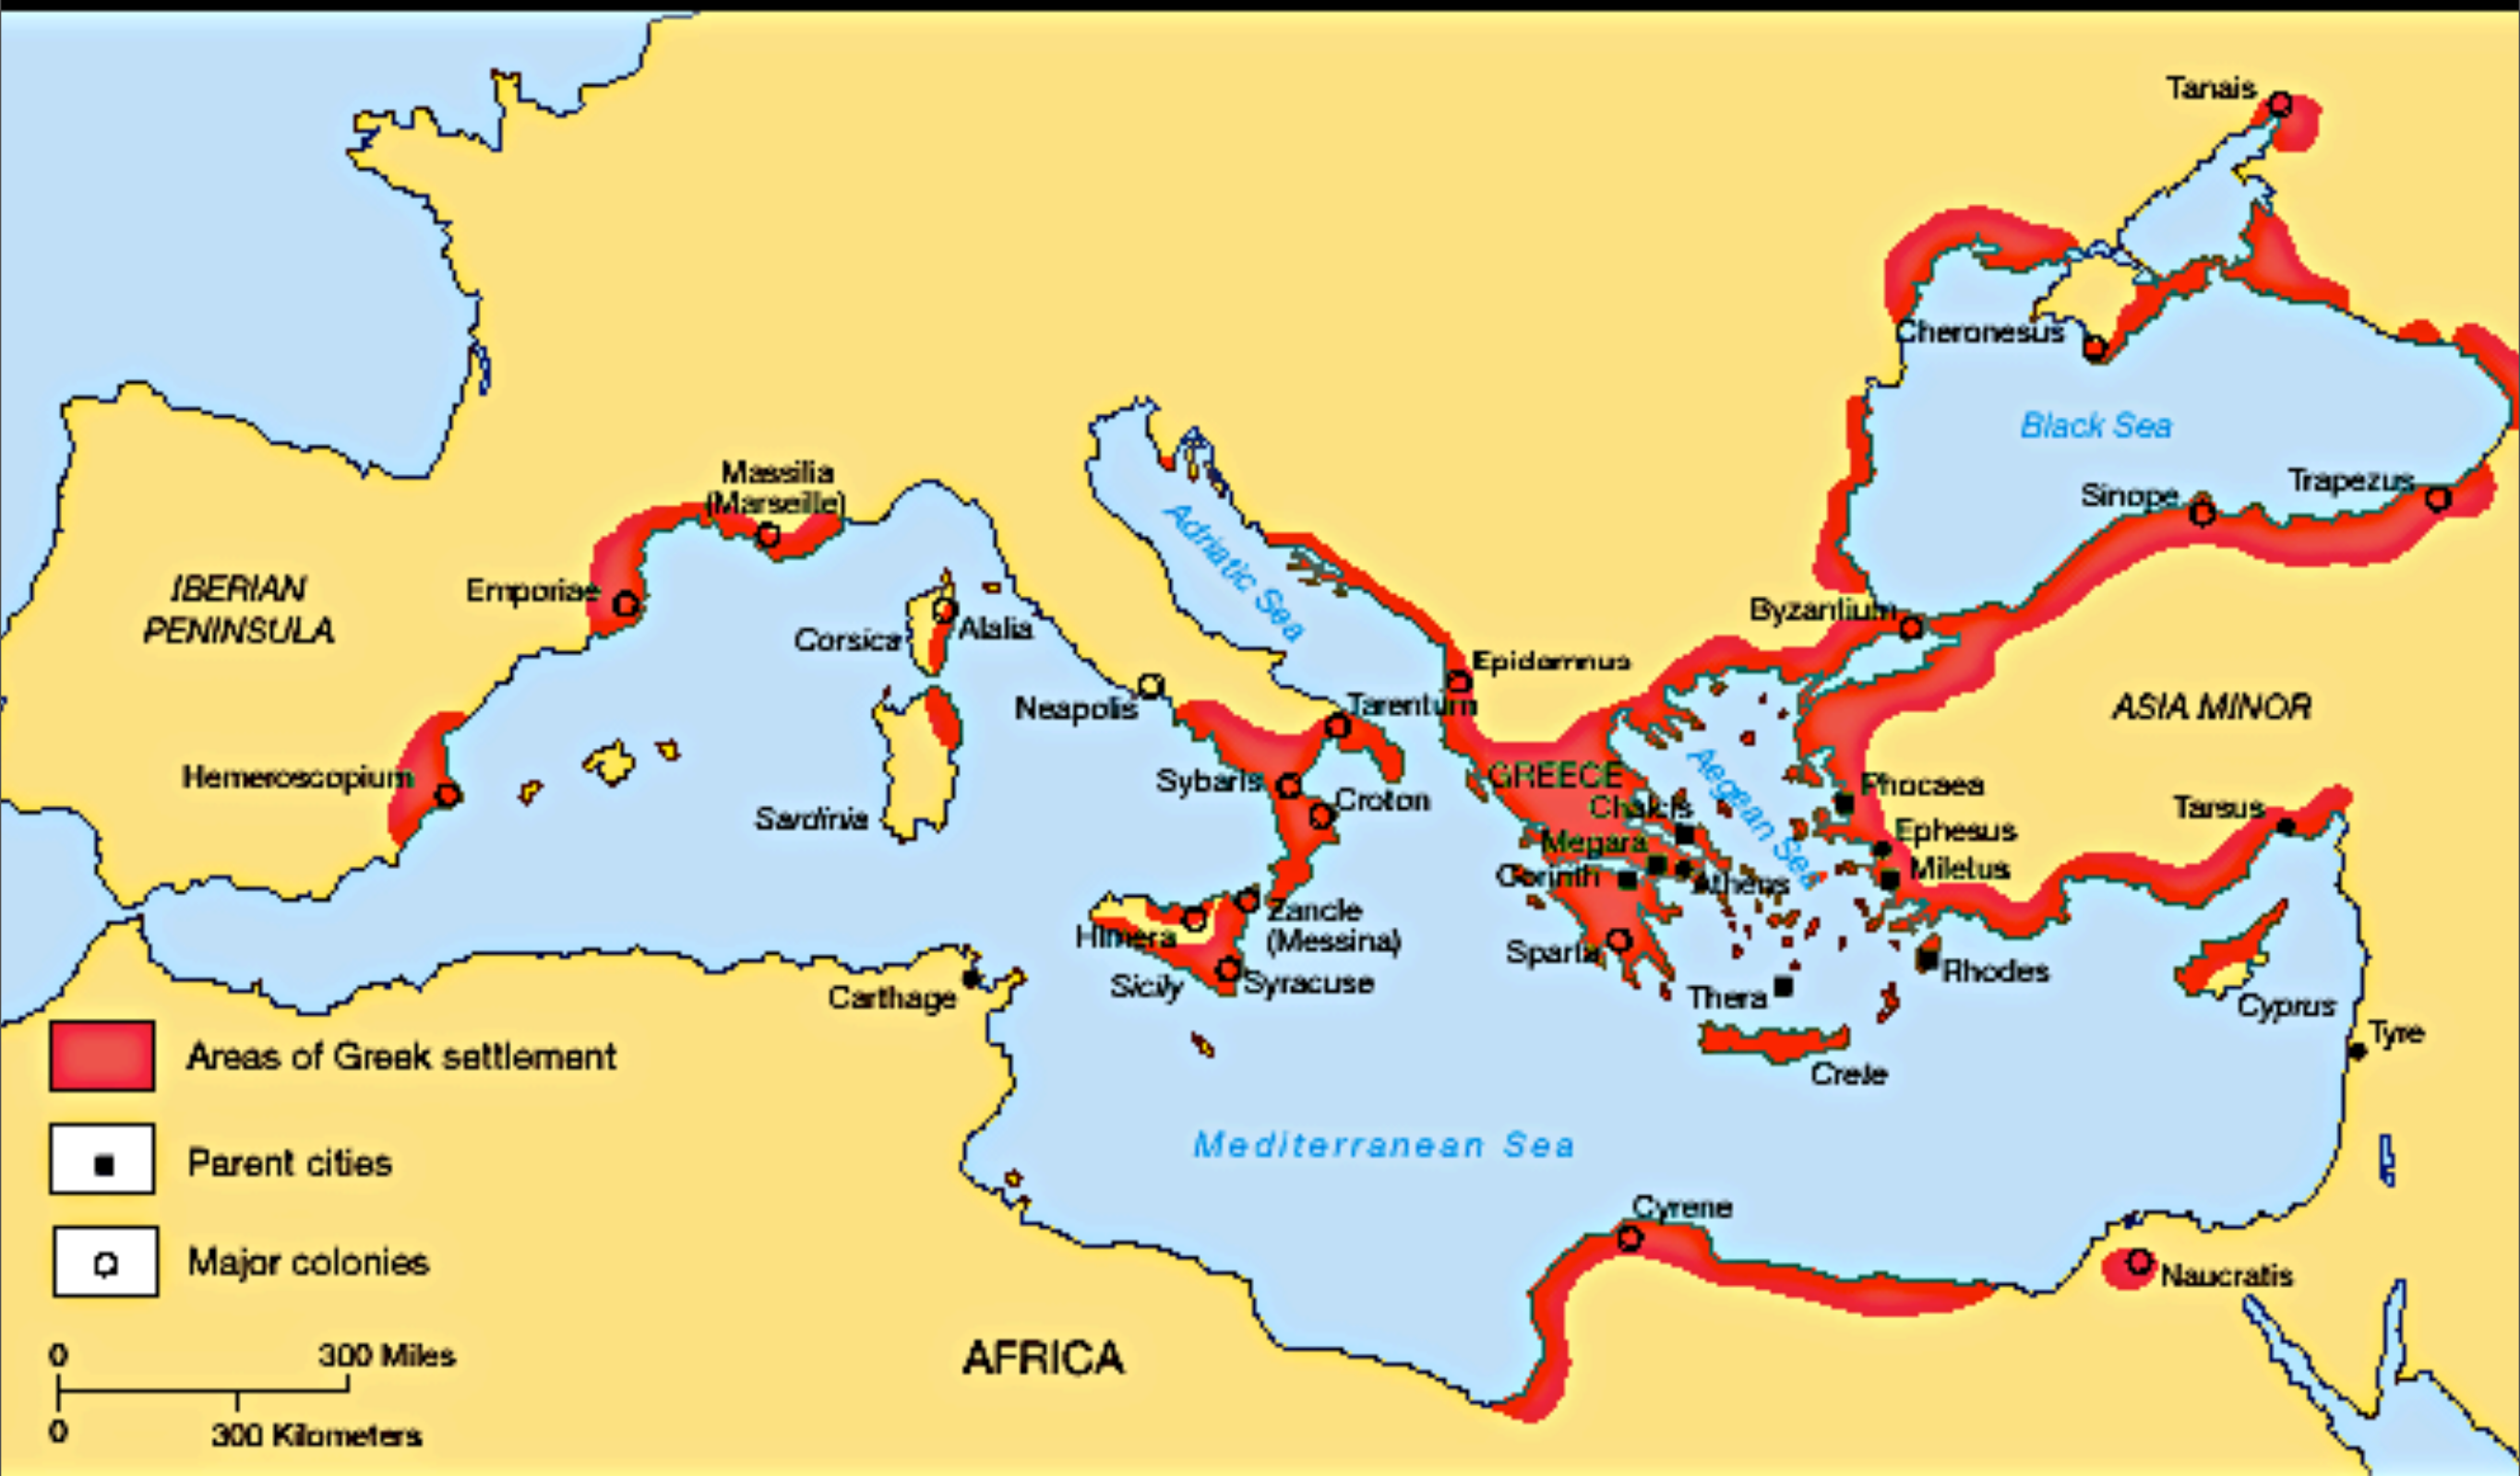 Tanais
Cheronesus
Black Sea
Massilia
(Marseille)
Sinope
Trapezus
Adriatic Sea
IBERIAN
PENINSULA
Emporiae
Corsica
Alalia
Byzantium
Epidamnus
Neapolis
Tarentum
ASIA MINOR
Hemeroscopium
Sardinia
Sybaris
Croton
GREECE
Aegean Sea
Chalcis
Phocaea
Tarsus
Megara
Ephesus
Corinth
Athens
Miletus
Himera
Zancle
(Messina)
Sparta
Sicily
Syracuse
Carthage
Thera
Rhodes
Cyprus
Tyre
Crete
Areas of Greek settlement
Parent cities
Major colonies
Mediterranean Sea
Cyrene
Naucratis
AFRICA
0 300 Miles
0 300 Kilometers